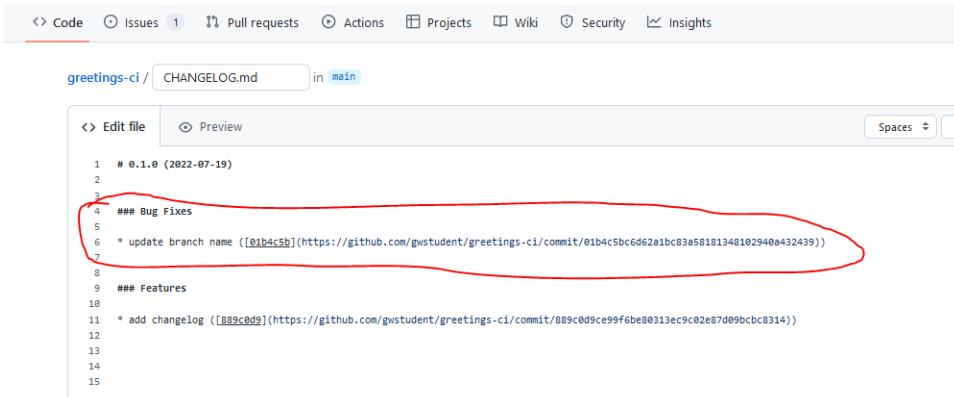 Code Issues 1 Pull requests Actions Projects Wiki Security Insights
greetings-ci / CHANGELOG.md in main
Edit file Preview Spaces
1 # 0.1.0 (2022-07-19)
2
3
4 ### Bug Fixes
5
6 * update branch name ([01b4c5b](https://github.com/gwstudent/greetings-ci/commit/01b4c5bc6d62a1bc83a58181348102940a432439))
7
8
9 ### Features
10
11 * add changelog ([889c0d9](https://github.com/gwstudent/greetings-ci/commit/889c0d9ce99f6be80313ec9c02e87d09bcbc8314))
12
13
14
15